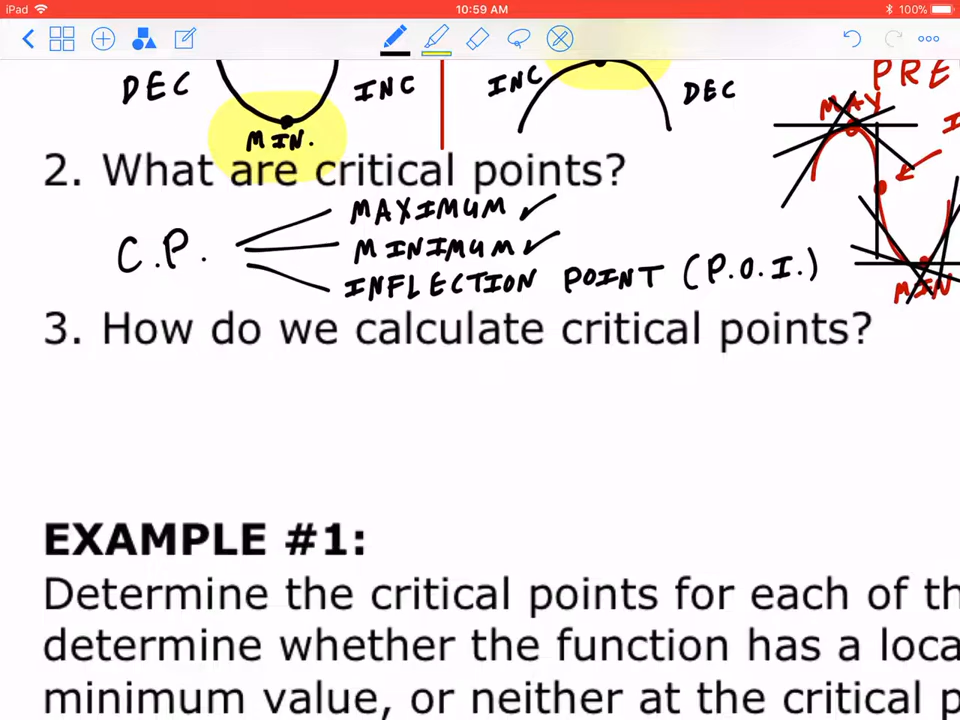 iPad 10:59 AM 100%
DEC INC INC DEC PRE
MIN. MAX I
2. What are critical points?
MAXIMUM
C.P. MINIMUM
INFLECTION POINT (P.O.I.)
MIN
3. How do we calculate critical points?
EXAMPLE #1:
Determine the critical points for each of th
determine whether the function has a loca
minimum value, or neither at the critical p